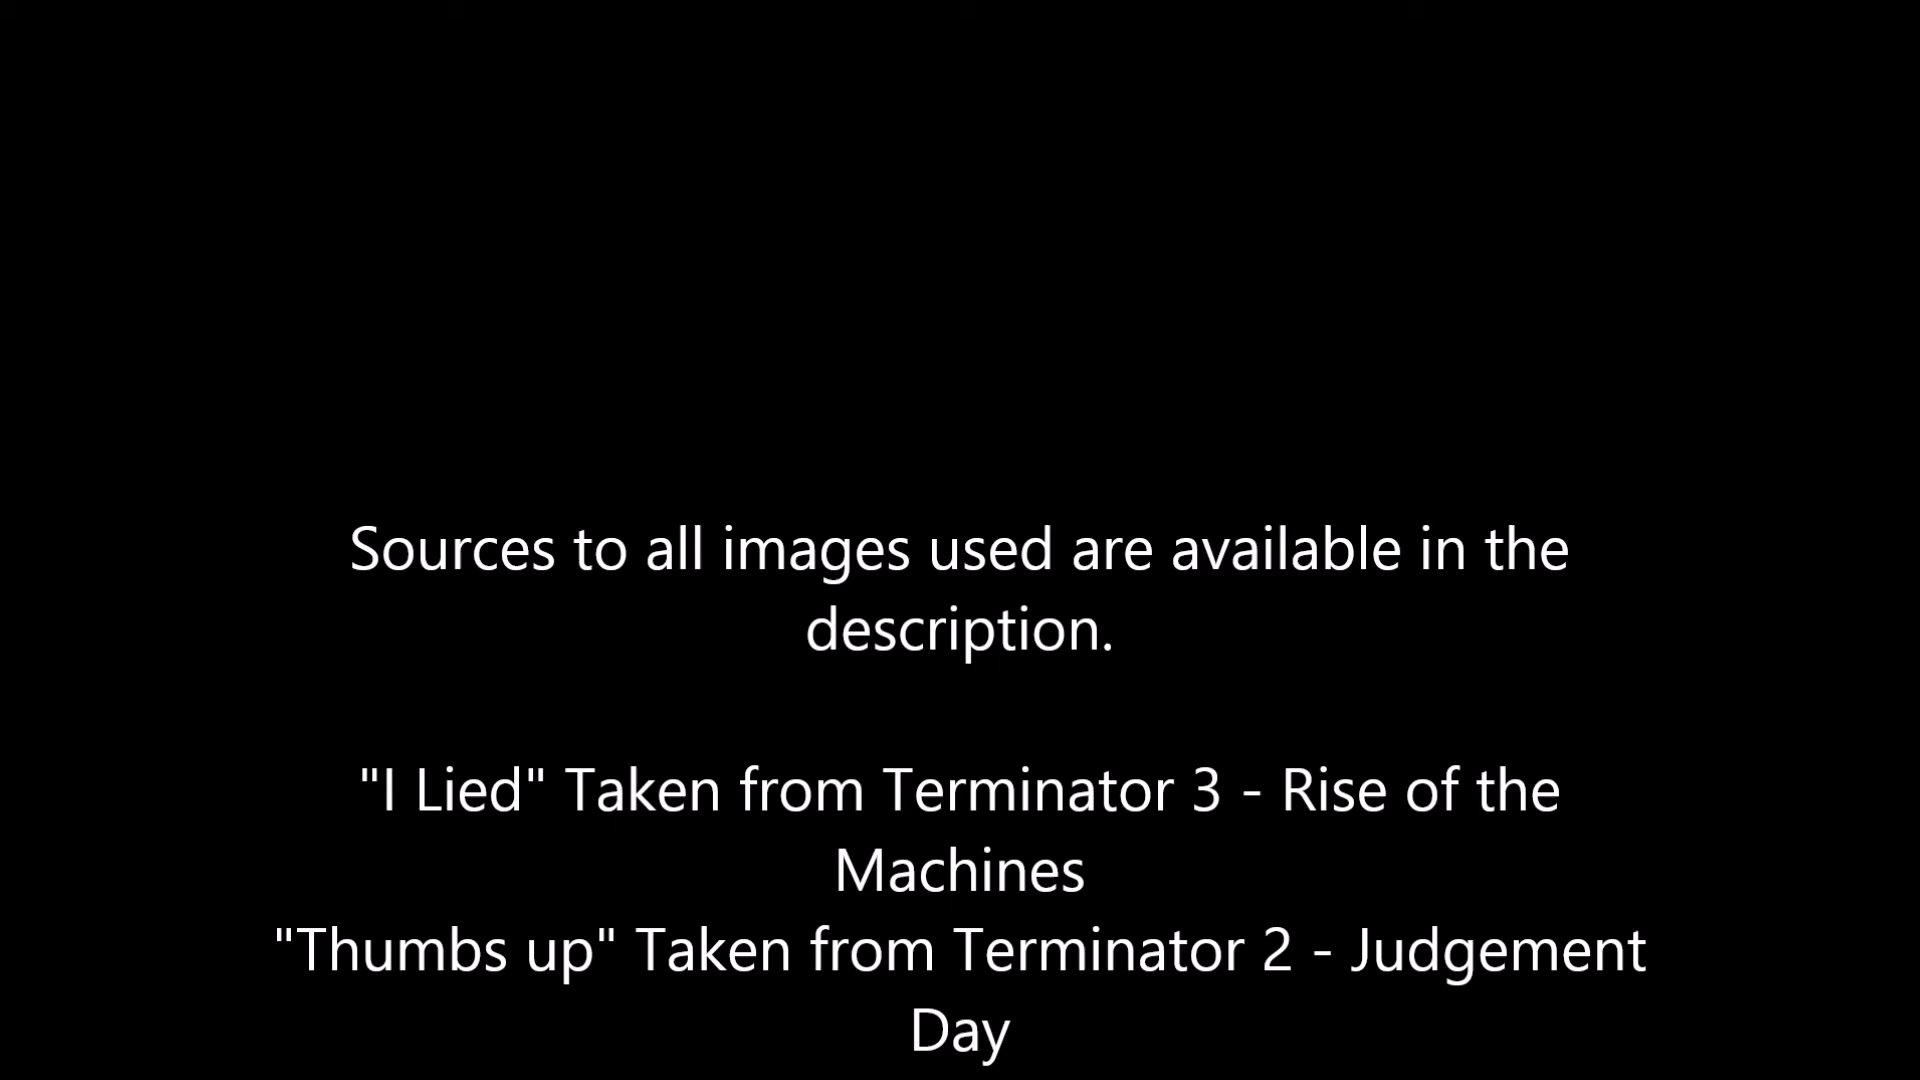 Sources to all images used are available in the
description.
"I Lied" Taken from Terminator 3 - Rise of the
Machines
"Thumbs up" Taken from Terminator 2 - Judgement
Day